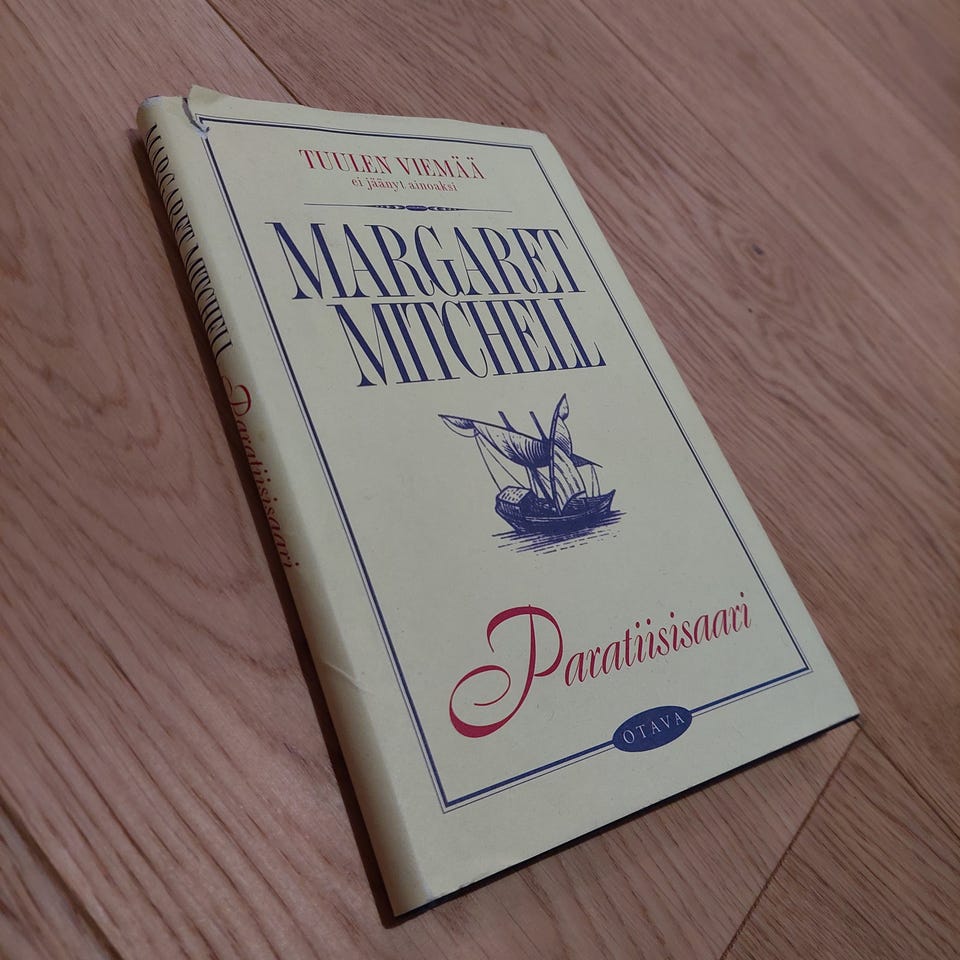 TUULEN VIEMÄÄ
ei jäänyt ainoaksi
MARGARET
MITCHELL
Paratiisisaari
OTAVA
MARGARET MITCHELL Paratiisisaari